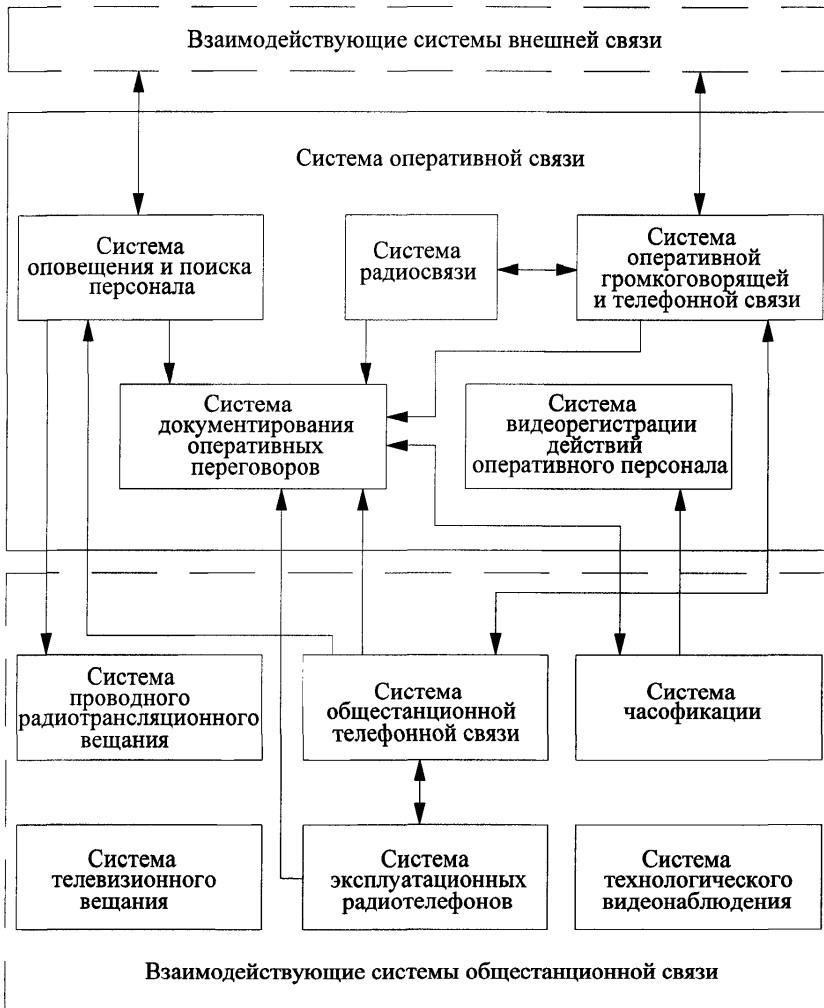 Взаимодействующие системы внешней связи
Система оперативной связи
Система
оповещения и поиска
персонала
Система
радиосвязи
Система
оперативной
громкоговорящей
и телефонной связи
Система
документирования
оперативных
переговоров
Система
видеорегистрации
действий
оперативного персонала
Система
проводного
радиотрансляционного
вещания
Система
общестанционной
телефонной связи
Система
часофикации
Система
телевизионного
вещания
Система
эксплуатационных
радиотелефонов
Система
технологического
видеонаблюдения
Взаимодействующие системы общестанционной связи